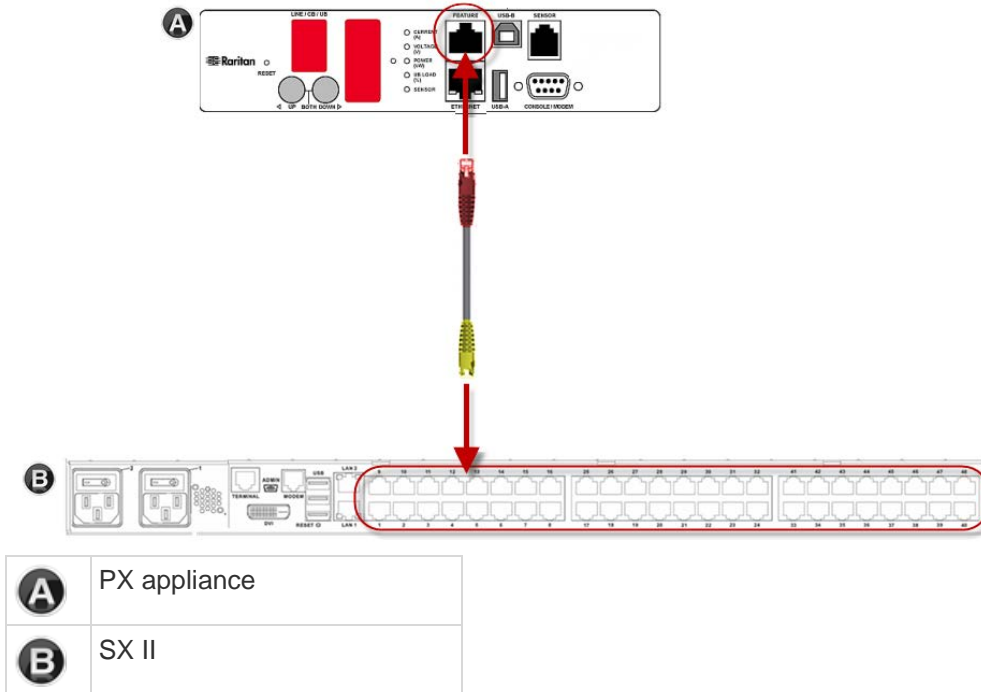 A
LINE / CB / UB
FEATURE
USB-B
SENSOR
Raritan
RESET
CURRENT
(A)
VOLTAGE
(V)
POWER
(kW)
UB LOAD
(%)
SENSOR
UP BOTH DOWN
ETHERNET
USB-A
CONSOLE / MODEM
B
2
1
TERMINAL
ADMIN
MODEM
USB
LAN 2
DVI
RESET
LAN 1
9 10 11 12 13 14 15 16 25 26 27 28 29 30 31 32 41 42 43 44 45 46 47 48
1 2 3 4 5 6 7 8 17 18 19 20 21 22 23 24 33 34 35 36 37 38 39 40
A PX appliance
B SX II